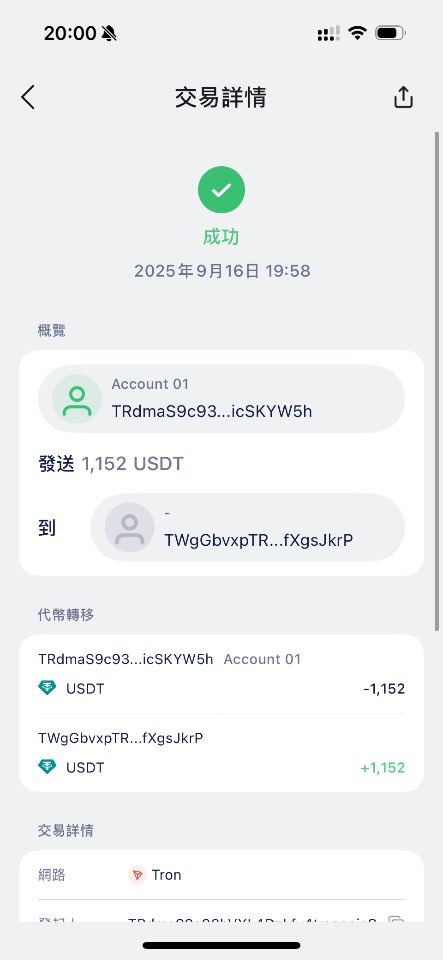 20:00
交易詳情
成功
2025年9月16日 19:58
概覽
Account 01
TRdmaS9c93...icSKYW5h
發送 1,152 USDT
-
到
TWgGbvxpTR...fXgsJkrP
代幣轉移
TRdmaS9c93...icSKYW5h Account 01
USDT -1,152
TWgGbvxpTR...fXgsJkrP
USDT +1,152
交易詳情
網路 Tron